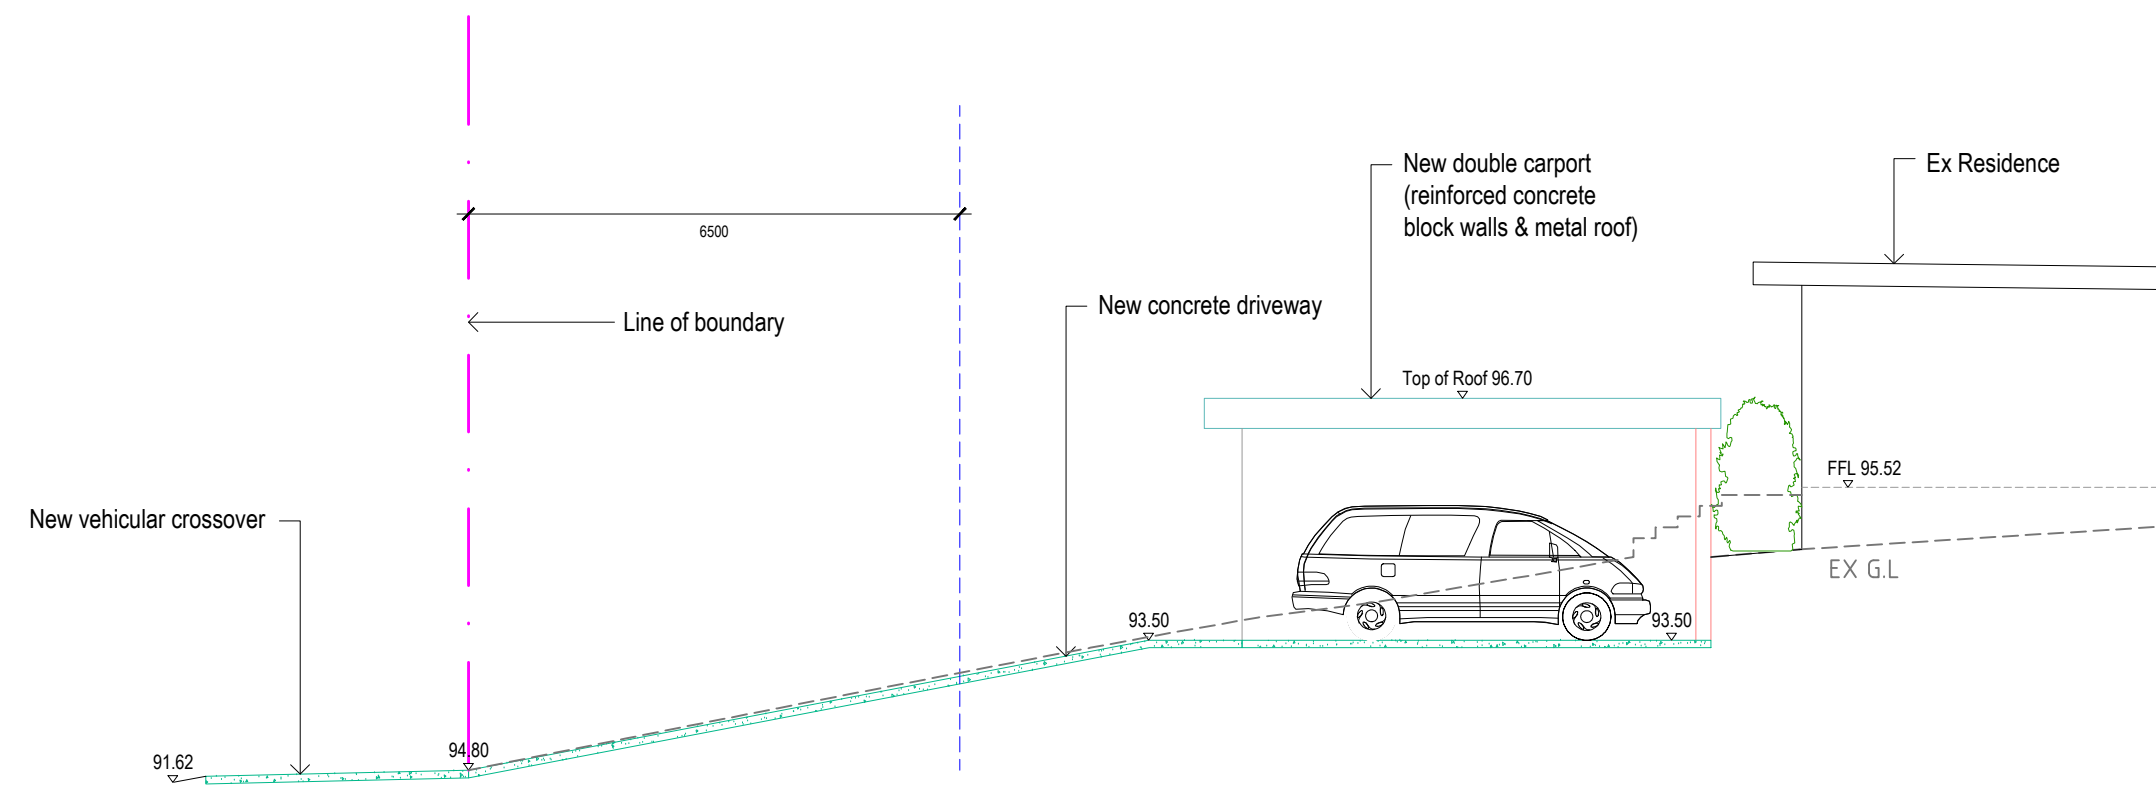 New double carport
(reinforced concrete
block walls & metal roof)
Ex Residence
6500
Line of boundary
New concrete driveway
Top of Roof 96.70
FFL 95.52
New vehicular crossover
EX G.L
93.50
93.50
94.80
91.62